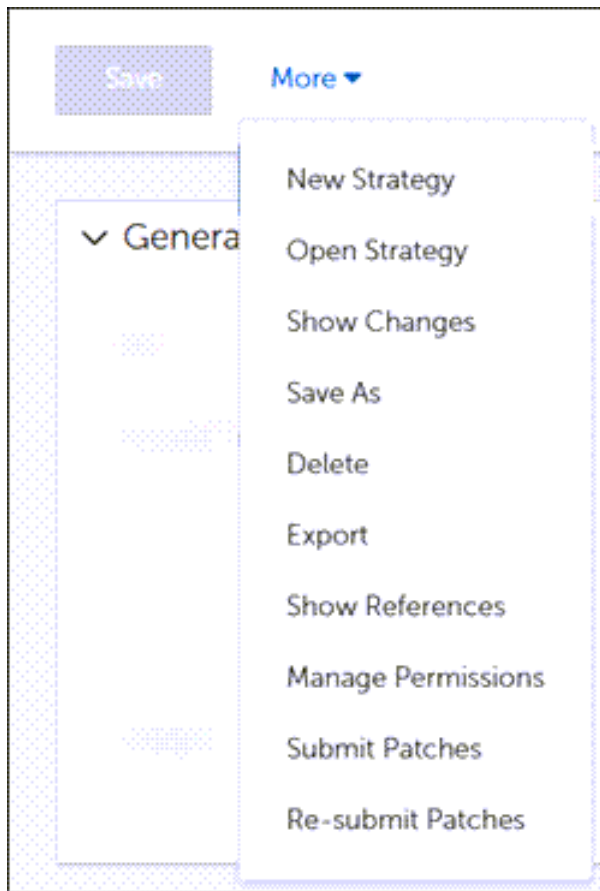 Save
More
New Strategy
Genera
Open Strategy
Show Changes
Save As
Delete
Export
Show References
Manage Permissions
Submit Patches
Re-submit Patches